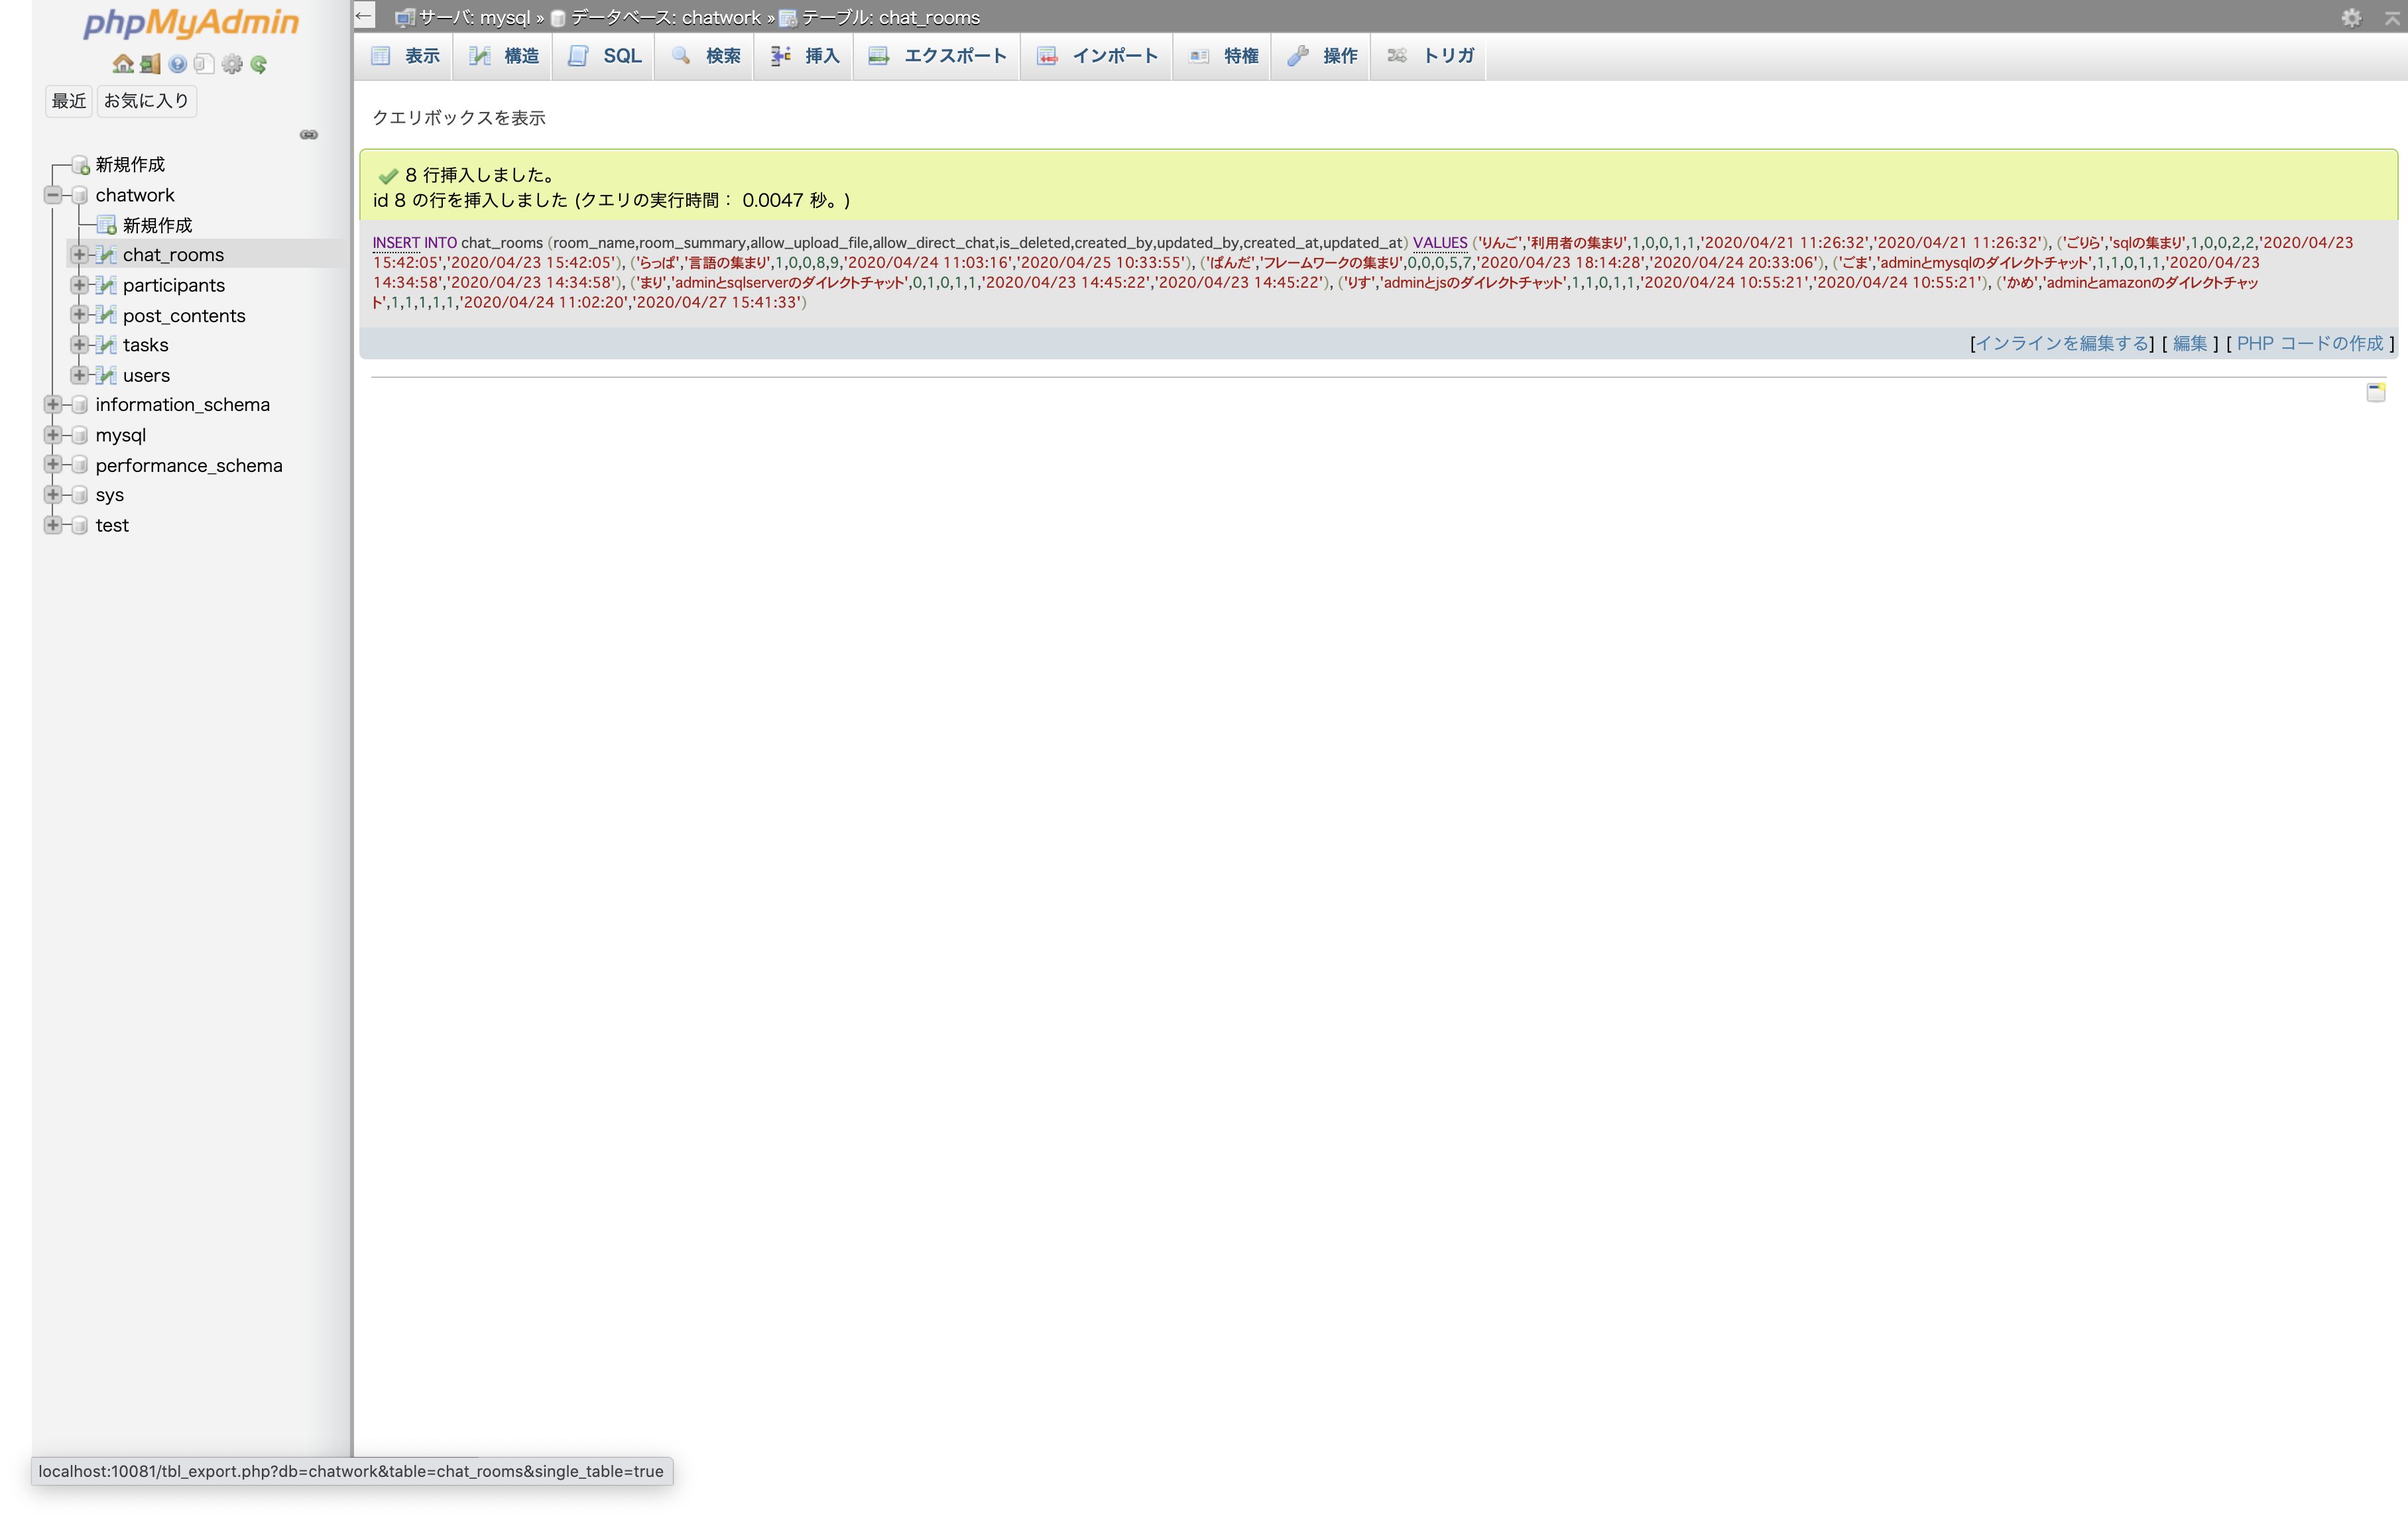 phpMyAdmin
最近 お気に入り
新規作成
chatwork
新規作成
chat_rooms
participants
post_contents
tasks
users
information_schema
mysql
performance_schema
sys
test
← サーバ: mysql » データベース: chatwork » テーブル: chat_rooms
表示 構造 SQL 検索 挿入 エクスポート インポート 特権 操作 トリガ
クエリボックスを表示
8 行挿入しました。
id 8 の行を挿入しました (クエリの実行時間： 0.0047 秒。)
INSERT INTO chat_rooms (room_name,room_summary,allow_upload_file,allow_direct_chat,is_deleted,created_by,updated_by,created_at,updated_at) VALUES ('りんご','利用者の集まり',1,0,0,1,1,'2020/04/21 11:26:32','2020/04/21 11:26:32'), ('ごりら','sqlの集まり',1,0,0,2,2,'2020/04/23
15:42:05','2020/04/23 15:42:05'), ('らっぱ','言語の集まり',1,0,0,8,9,'2020/04/24 11:03:16','2020/04/25 10:33:55'), ('ぱんだ','フレームワークの集まり',0,0,0,5,7,'2020/04/23 18:14:28','2020/04/24 20:33:06'), ('ごま','adminとmysqlのダイレクトチャット',1,1,0,1,1,'2020/04/23
14:34:58','2020/04/23 14:34:58'), ('まり','adminとsqlserverのダイレクトチャット',0,1,0,1,1,'2020/04/23 14:45:22','2020/04/23 14:45:22'), ('りす','adminとjsのダイレクトチャット',1,1,0,1,1,'2020/04/24 10:55:21','2020/04/24 10:55:21'), ('かめ','adminとamazonのダイレクトチャッ
ト',1,1,1,1,1,'2020/04/24 11:02:20','2020/04/27 15:41:33')
[インラインを編集する] [ 編集 ] [ PHP コードの作成 ]
localhost:10081/tbl_export.php?db=chatwork&table=chat_rooms&single_table=true